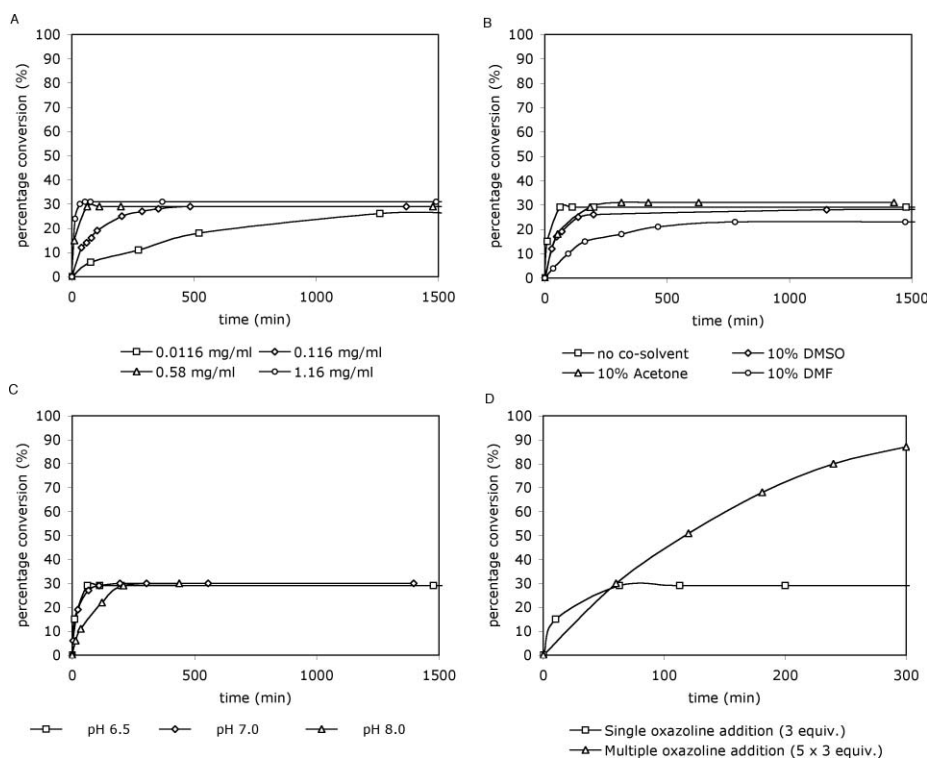 A
percentage conversion (%)
100
90
80
70
60
50
40
30
20
10
0
0 500 1000 1500
time (min)
0.0116 mg/ml 0.116 mg/ml
0.58 mg/ml 1.16 mg/ml
B
percentage conversion (%)
100
90
80
70
60
50
40
30
20
10
0
0 500 1000 1500
time (min)
no co-solvent 10% DMSO
10% Acetone 10% DMF
C
percentage conversion (%)
100
90
80
70
60
50
40
30
20
10
0
0 500 1000 1500
time (min)
pH 6.5 pH 7.0 pH 8.0
D
percentage conversion (%)
100
90
80
70
60
50
40
30
20
10
0
0 100 200 300
time (min)
Single oxazoline addition (3 equiv.)
Multiple oxazoline addition (5 x 3 equiv.)